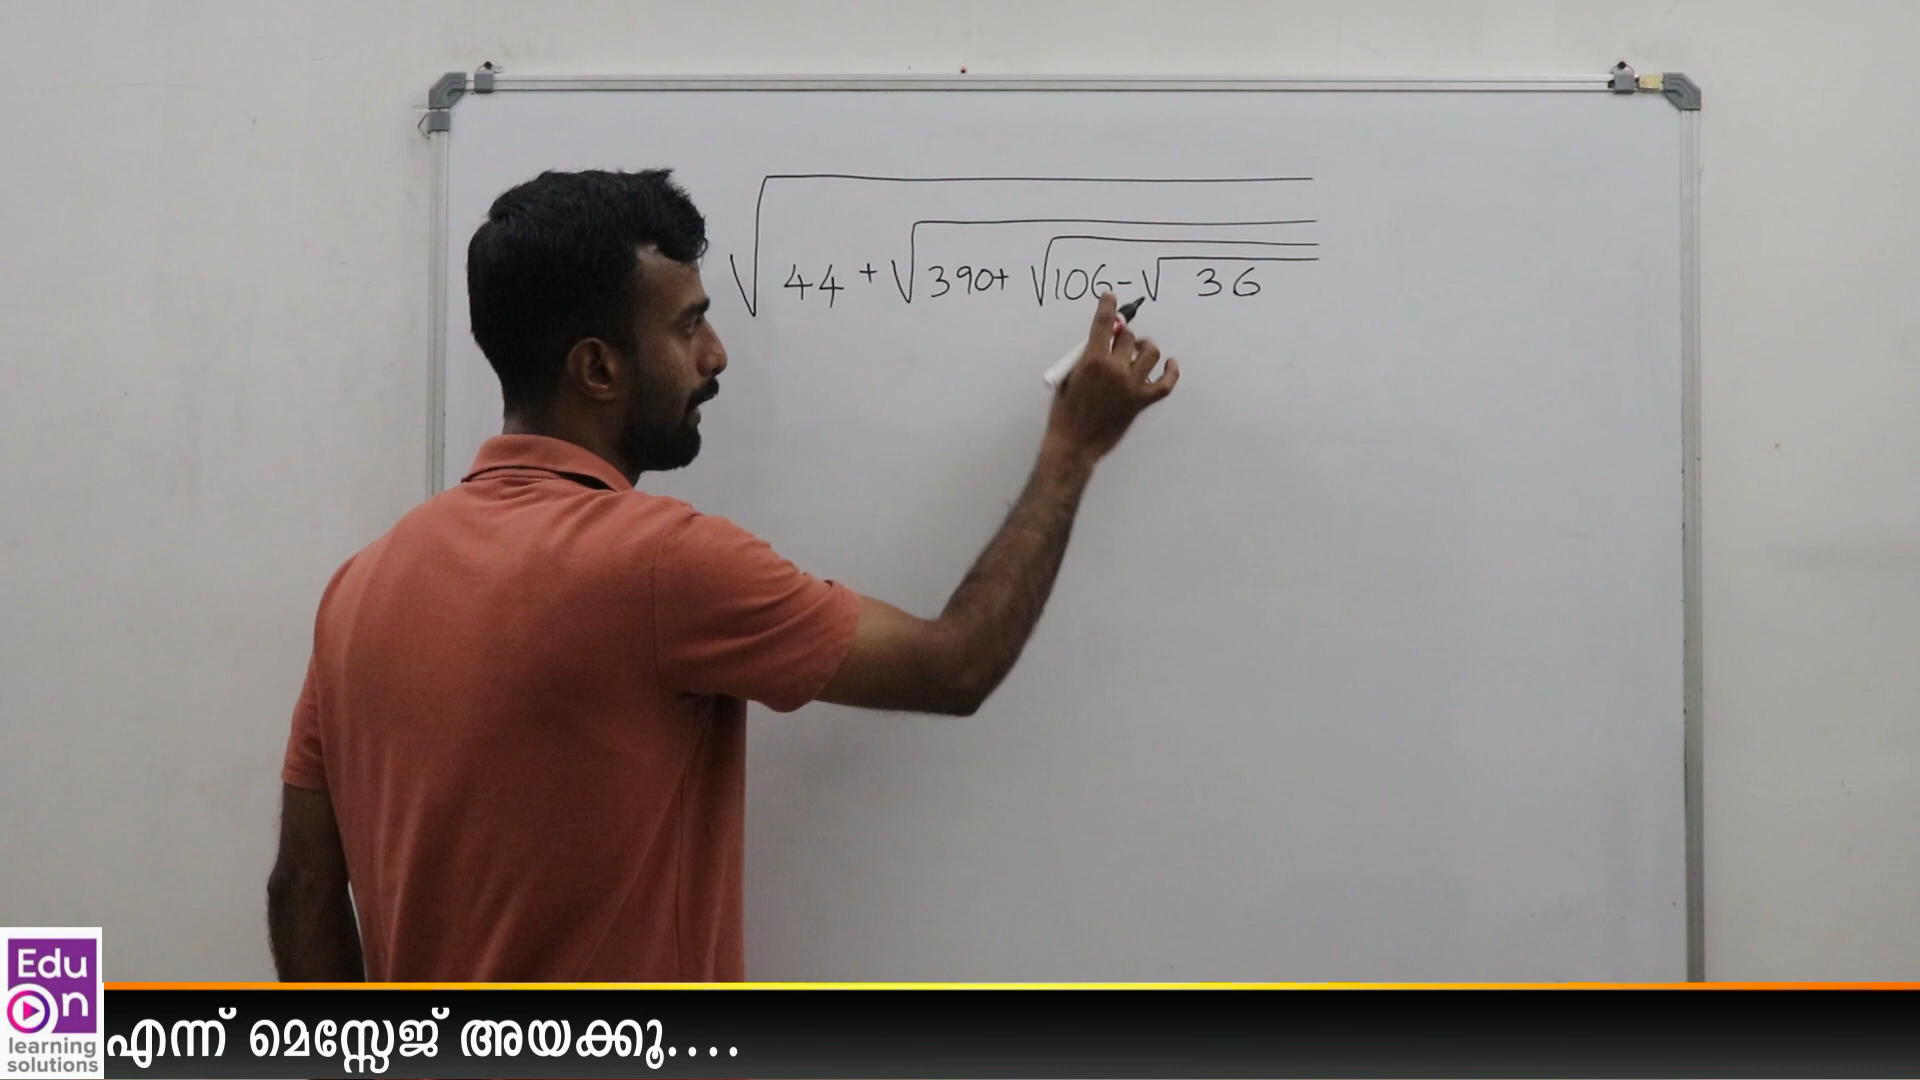 √44 + √390+ √106-√36
Edu
On
learning
solutions
എന്ന് മെസ്സേജ് അയക്കൂ....